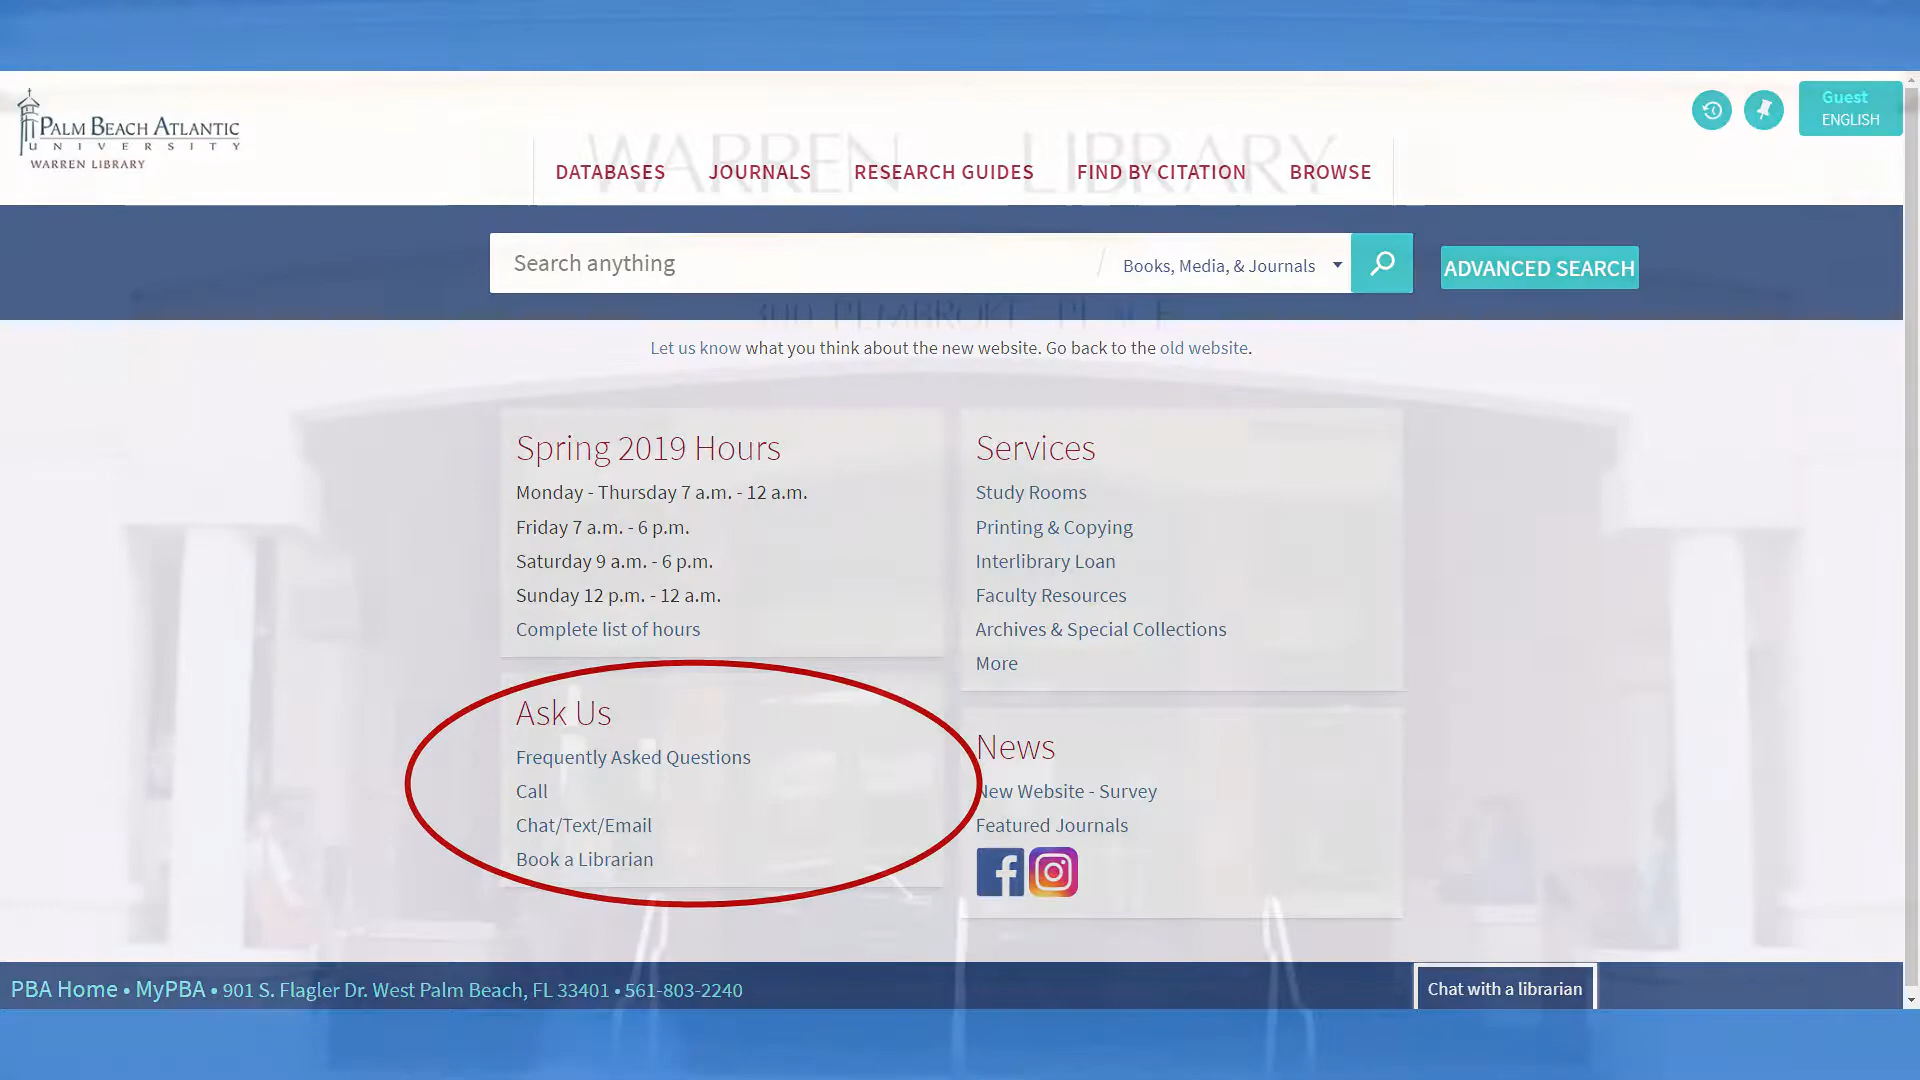 PALM BEACH ATLANTIC
UNIVERSITY
WARREN LIBRARY
Guest
ENGLISH
WARREN LIBRARY
DATABASES
JOURNALS
RESEARCH GUIDES
FIND BY CITATION
BROWSE
Search anything
Books, Media, & Journals
ADVANCED SEARCH
300 PEMBROKE PLACE
Let us know what you think about the new website. Go back to the old website.
Spring 2019 Hours
Monday - Thursday 7 a.m. - 12 a.m.
Friday 7 a.m. - 6 p.m.
Saturday 9 a.m. - 6 p.m.
Sunday 12 p.m. - 12 a.m.
Complete list of hours
Services
Study Rooms
Printing & Copying
Interlibrary Loan
Faculty Resources
Archives & Special Collections
More
Ask Us
Frequently Asked Questions
Call
Chat/Text/Email
Book a Librarian
News
New Website - Survey
Featured Journals
PBA Home • MyPBA • 901 S. Flagler Dr. West Palm Beach, FL 33401 • 561-803-2240
Chat with a librarian